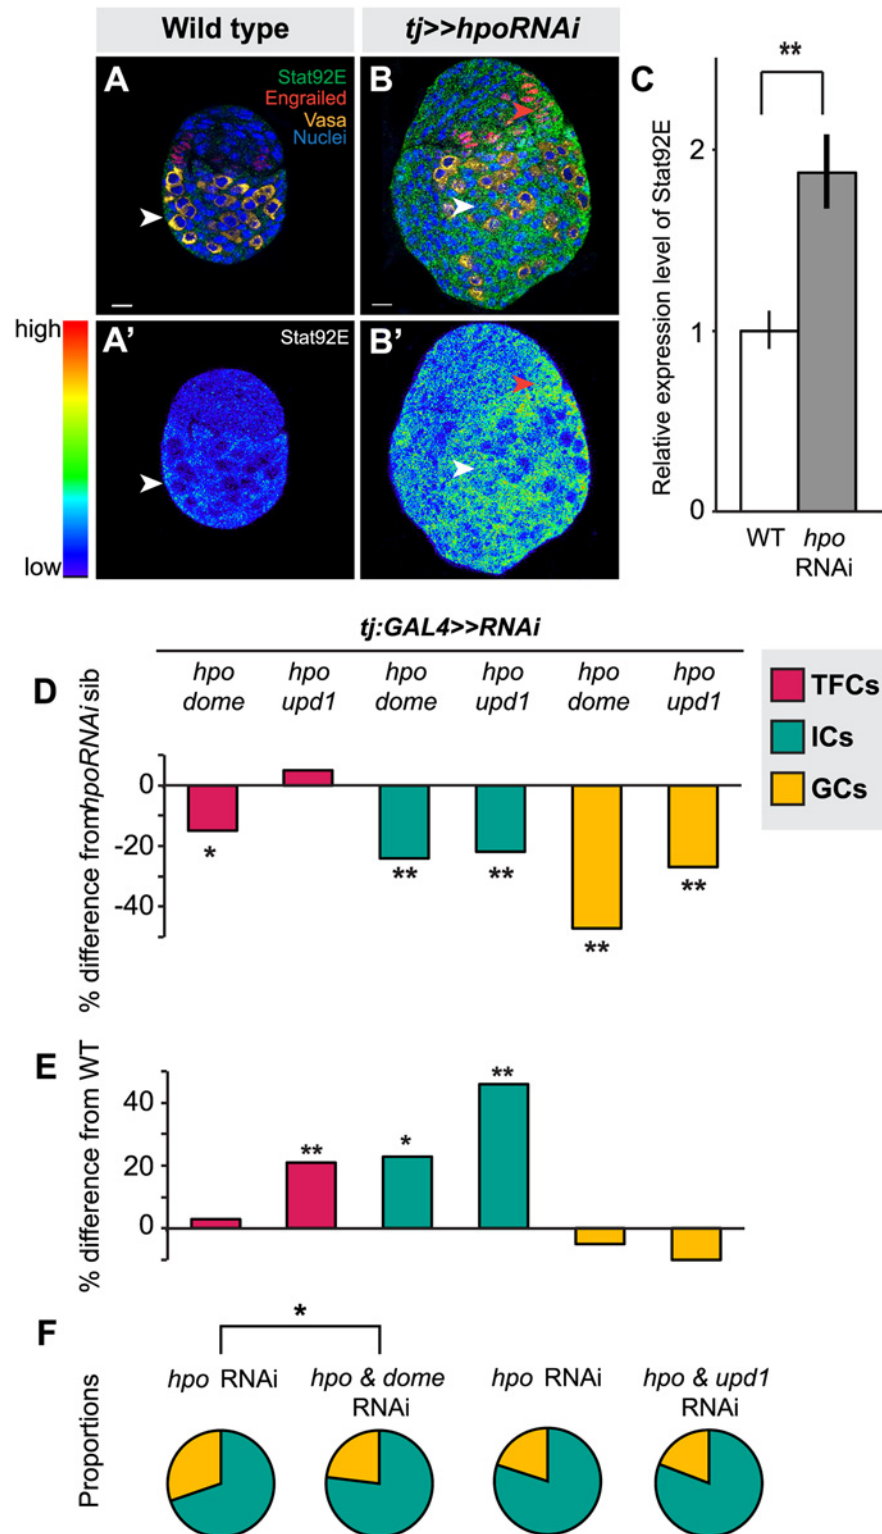 Wild type
tj>>hpoRNAi
A
Stat92E
Engrailed
Vasa
Nuclei
B
C
**
Relative expression level of Stat92E
2
1
0
WT
hpo
RNAi
high
low
A'
Stat92E
B'
tj:GAL4>>RNAi
D
hpo
dome
hpo
upd1
hpo
dome
hpo
upd1
hpo
dome
hpo
upd1
TFCs
ICs
GCs
% difference fromhpoRNAi sib
0
-20
-40
*
**
**
**
**
E
% difference from WT
40
20
0
**
*
**
F
*
Proportions
hpo RNAi
hpo & dome
RNAi
hpo RNAi
hpo & upd1
RNAi